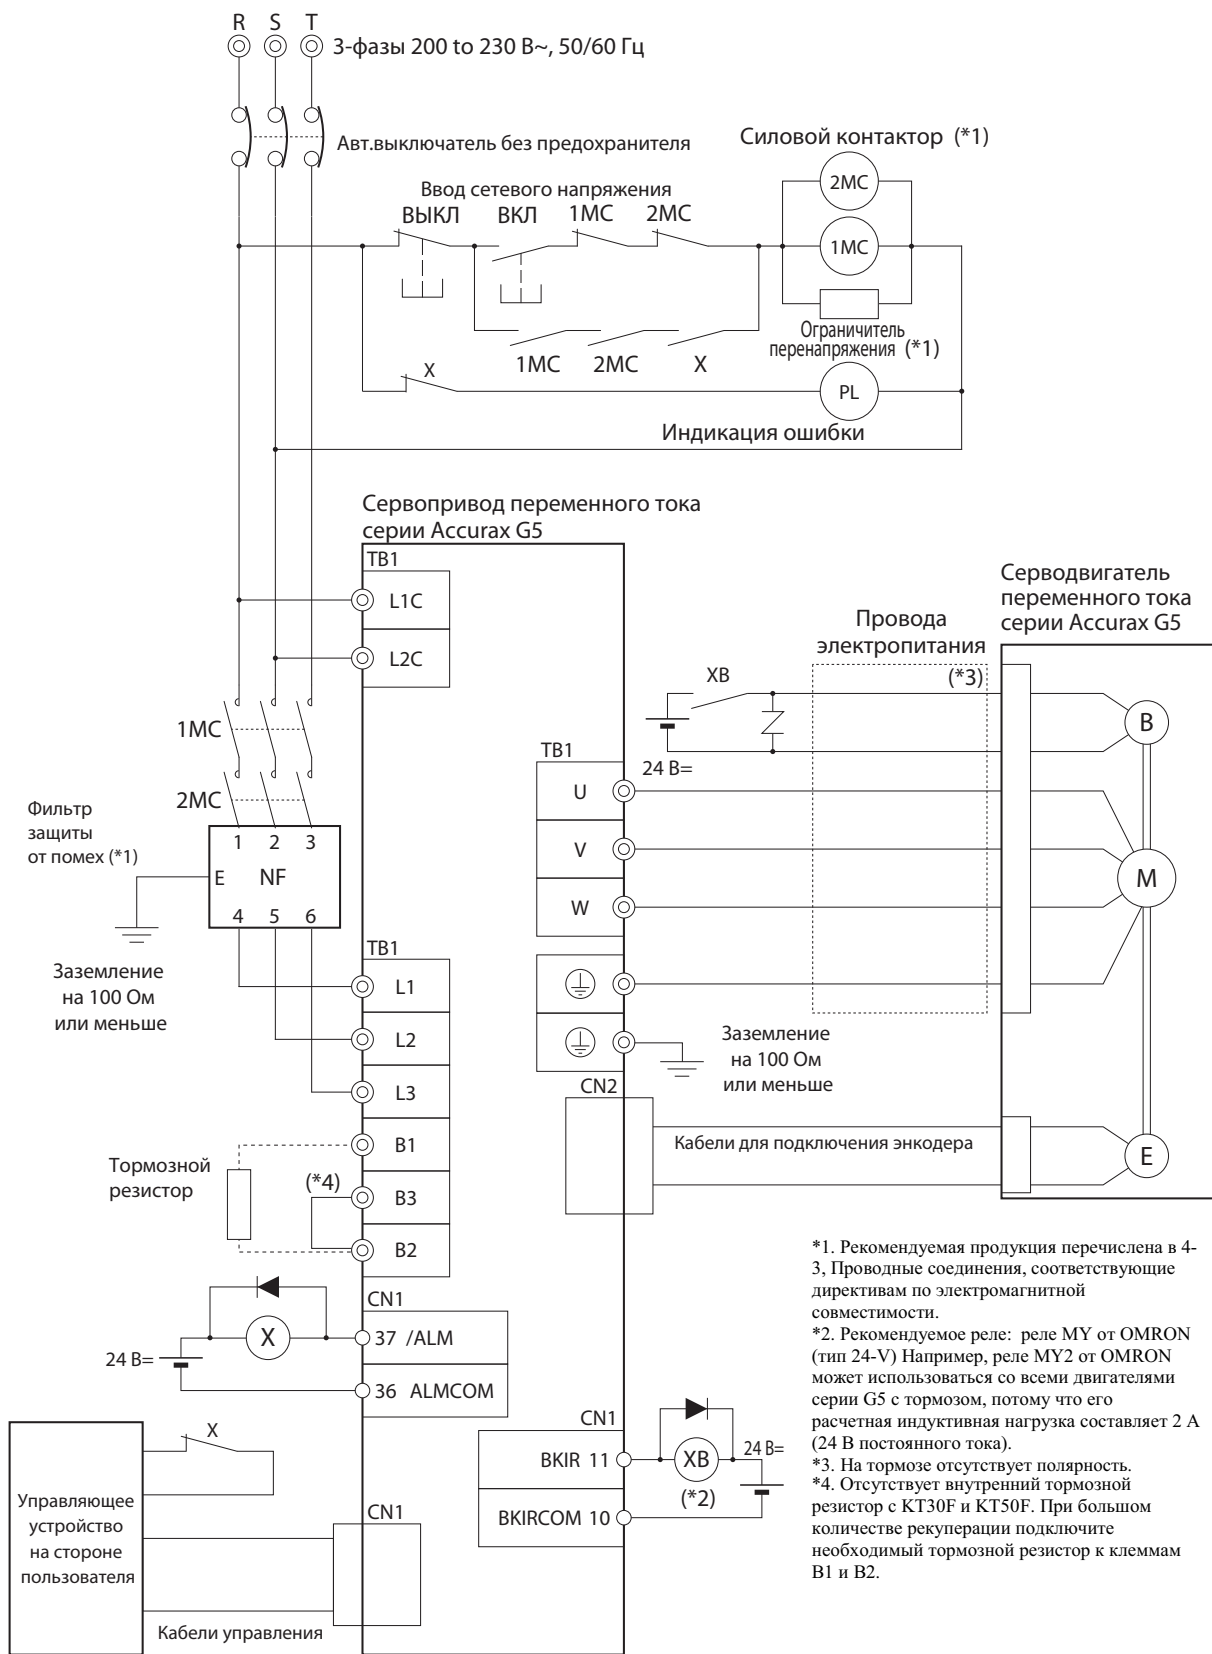 R S T
3-фазы 200 to 230 В~, 50/60 Гц
Авт.выключатель без предохранителя
Силовой контактор (*1)
2МС
Ввод сетевого напряжения
ВЫКЛ ВКЛ 1МС 2МС
1МС
Ограничитель
перенапряжения (*1)
1МС 2МС X
X
PL
Индикация ошибки
Сервопривод переменного тока
серии Accurax G5
TB1
L1C
L2C
Серводвигатель
переменного тока
серии Accurax G5
Провода
электропитания
(*3)
XB
24 В=
B
1МС
2МС
TB1
U
V
W
M
Фильтр
защиты
от помех (*1)
1 2 3
E NF
4 5 6
Заземление
на 100 Ом
или меньше
TB1
L1
L2
L3
B1
B3
B2
Заземление
на 100 Ом
или меньше
CN2
Кабели для подключения энкодера
E
Тормозной
резистор
(*4)
CN1
X
24 В=
37 /ALM
36 ALMCOM
CN1
BKIR 11
BKIRCOM 10
XB
(*2)
24 В=
X
Управляющее
устройство
на стороне
пользователя
CN1
Кабели управления
*1. Рекомендуемая продукция перечислена в 4-
3, Проводные соединения, соответствующие
директивам по электромагнитной
совместимости.
*2. Рекомендуемое реле: реле MY от OMRON
(тип 24-V) Например, реле MY2 от OMRON
может использоваться со всеми двигателями
серии G5 с тормозом, потому что его
расчетная индуктивная нагрузка составляет 2 А
(24 В постоянного тока).
*3. На тормозе отсутствует полярность.
*4. Отсутствует внутренний тормозной
резистор с KT30F и KT50F. При большом
количестве рекуперации подключите
необходимый тормозной резистор к клеммам
B1 и B2.